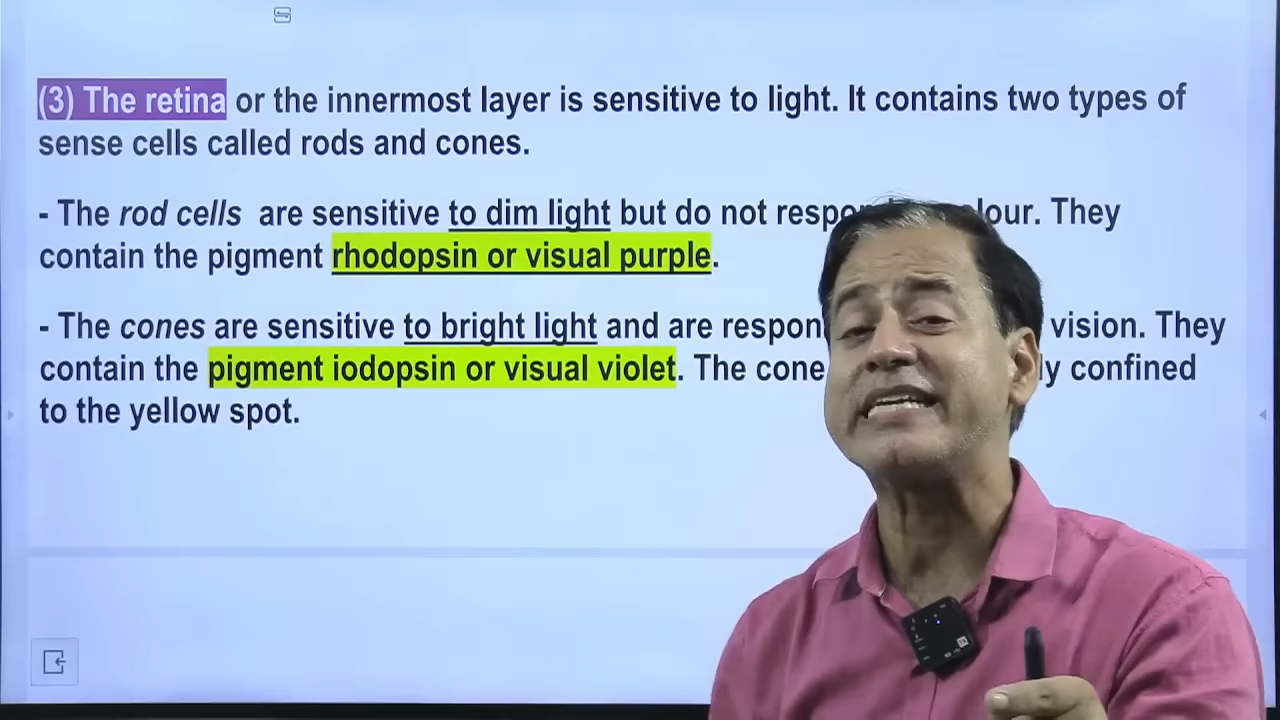 (3) The retina or the innermost layer is sensitive to light. It contains two types of
sense cells called rods and cones.
- The rod cells are sensitive to dim light but do not respon lour. They
contain the pigment rhodopsin or visual purple.
- The cones are sensitive to bright light and are respon vision. They
contain the pigment iodopsin or visual violet. The cone ly confined
to the yellow spot.